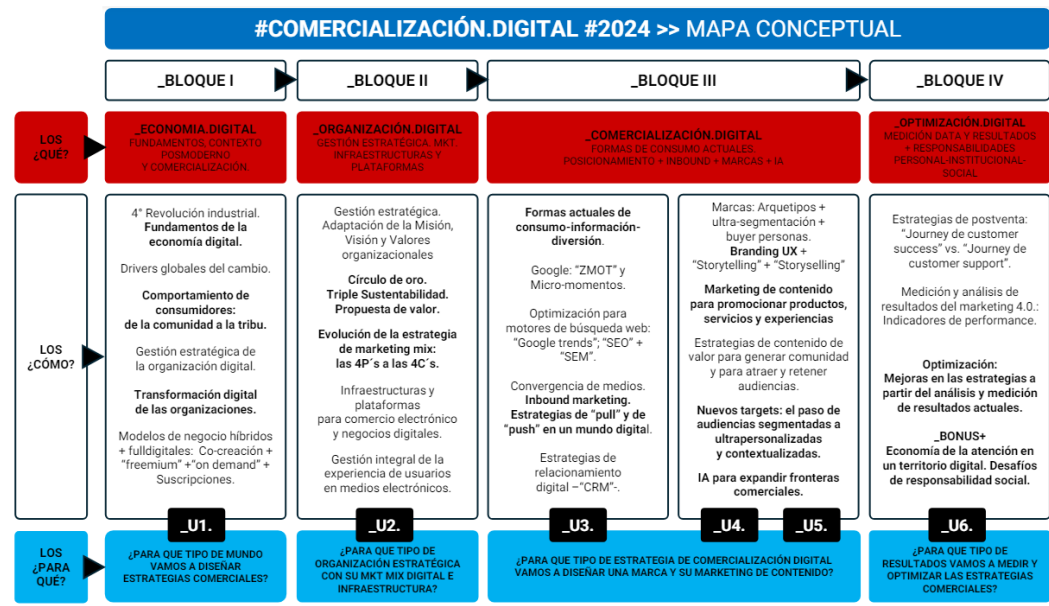 #COMERCIALIZACIÓN.DIGITAL #2024 >> MAPA CONCEPTUAL
_BLOQUE I
_BLOQUE II
_BLOQUE III
_BLOQUE IV
LOS
¿QUÉ?
_ECONOMIA.DIGITAL
FUNDAMENTOS, CONTEXTO
POSMODERNO
Y COMERCIALIZACIÓN.
_ORGANIZACIÓN.DIGITAL
GESTIÓN ESTRATÉGICA, MKT.
INFRAESTRUCTURAS Y
PLATAFORMAS
_COMERCIALIZACIÓN.DIGITAL
FORMAS DE CONSUMO ACTUALES.
POSICIONAMIENTO + INBOUND + MARCAS + IA
_OPTIMIZACIÓN.DIGITAL
MEDICIÓN DATA Y RESULTADOS
+ RESPONSABILIDADES
PERSONAL-INSTITUCIONAL-
SOCIAL
LOS
¿CÓMO?
4° Revolución industrial.
Fundamentos de la
economía digital.
Drivers globales del cambio.
Comportamiento de
consumidores:
de la comunidad a la tribu.
Gestión estratégica de
la organización digital.
Transformación digital
de las organizaciones.
Modelos de negocio híbridos
+ fulldigitales: Co-creación +
"freemium" +"on demand" +
Suscripciones.
Gestión estratégica.
Adaptación de la Misión,
Visión y Valores
organizacionales
Círculo de oro.
Triple Sustentabilidad.
Propuesta de valor.
Evolución de la estrategia
de marketing mix:
las 4P´s a las 4C´s.
Infraestructuras y
plataformas
para comercio electrónico
y negocios digitales.
Gestión integral de la
experiencia de usuarios
en medios electrónicos.
Formas actuales de
consumo-información-
diversión.
Google: "ZMOT" y
Micro-momentos.
Optimización para
motores de búsqueda web:
"Google trends"; "SEO" +
"SEM".
Convergencia de medios.
Inbound marketing.
Estrategias de "pull" y de
"push" en un mundo digital.
Estrategias de
relacionamiento
digital –"CRM"-.
Marcas: Arquetipos +
ultra-segmentación +
buyer personas.
Branding UX +
"Storytelling" + "Storyselling"
Marketing de contenido
para promocionar productos,
servicios y experiencias
Estrategias de contenido de
valor para generar comunidad
y para atraer y retener
audiencias.
Nuevos targets: el paso de
audiencias segmentadas a
ultrapersonalizadas
y contextualizadas.
IA para expandir fronteras
comerciales.
Estrategias de postventa:
"Journey de customer
success" vs. "Journey de
customer support".
Medición y análisis de
resultados del marketing 4.0.:
Indicadores de performance.
Optimización:
Mejoras en las estrategias a
partir del análisis y medición
de resultados actuales.
_BONUS+
Economía de la atención en
un territorio digital. Desafíos
de responsabilidad social.
_U1.
_U2.
_U3.
_U4.
_U5.
_U6.
LOS
¿PARA
QUÉ?
¿PARA QUE TIPO DE MUNDO
VAMOS A DISEÑAR
ESTRATEGIAS COMERCIALES?
¿PARA QUE TIPO DE
ORGANIZACIÓN ESTRATÉGICA
CON SU MKT MIX DIGITAL E
INFRAESTRUCTURA?
¿PARA QUE TIPO DE ESTRATEGIA DE COMERCIALIZACIÓN DIGITAL
VAMOS A DISEÑAR UNA MARCA Y SU MARKETING DE CONTENIDO?
¿PARA QUE TIPO DE
RESULTADOS VAMOS A MEDIR Y
OPTIMIZAR LAS ESTRATEGIAS
COMERCIALES?